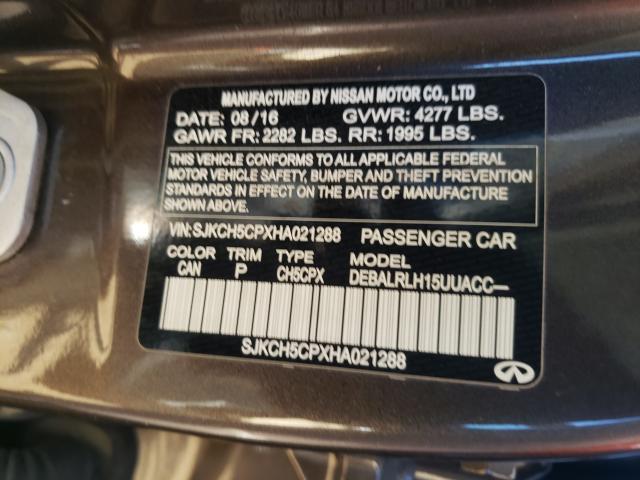 MANUFACTURED BY NISSAN MOTOR CO., LTD
DATE: 08/16 GVWR: 4277 LBS.
GAWR FR: 2282 LBS. RR: 1995 LBS.
THIS VEHICLE CONFORMS TO ALL APPLICABLE FEDERAL
MOTOR VEHICLE SAFETY, BUMPER AND THEFT PREVENTION
STANDARDS IN EFFECT ON THE DATE OF MANUFACTURE
SHOWN ABOVE.
VIN:SJKCH5CPXHA021288 PASSENGER CAR
COLOR TRIM TYPE MODEL
CAN P CH5CPX DEBALRLH15UUACC—
SJKCH5CPXHA021288